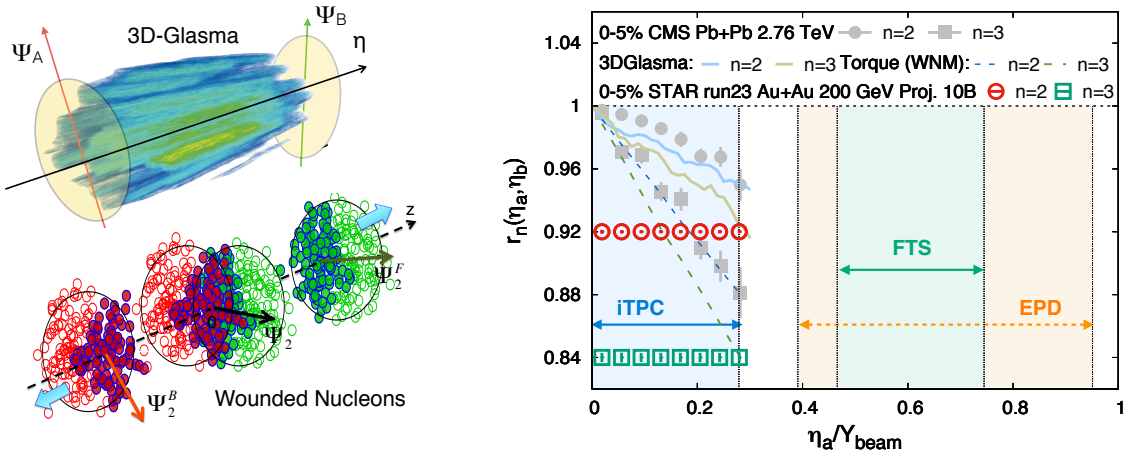 3D-Glasma
Ψ_A
Ψ_B
η
z
Ψ_2^F
Ψ_2
Ψ_2^B
Wounded Nucleons
0-5% CMS Pb+Pb 2.76 TeV n=2 n=3
3DGlasma: n=2 n=3 Torque (WNM): n=2 n=3
0-5% STAR run23 Au+Au 200 GeV Proj. 10B n=2 n=3
r_n(η_a,η_b)
1.04
1
0.96
0.92
0.88
0.84
FTS
iTPC
EPD
0 0.2 0.4 0.6 0.8 1
η_a/Y_beam